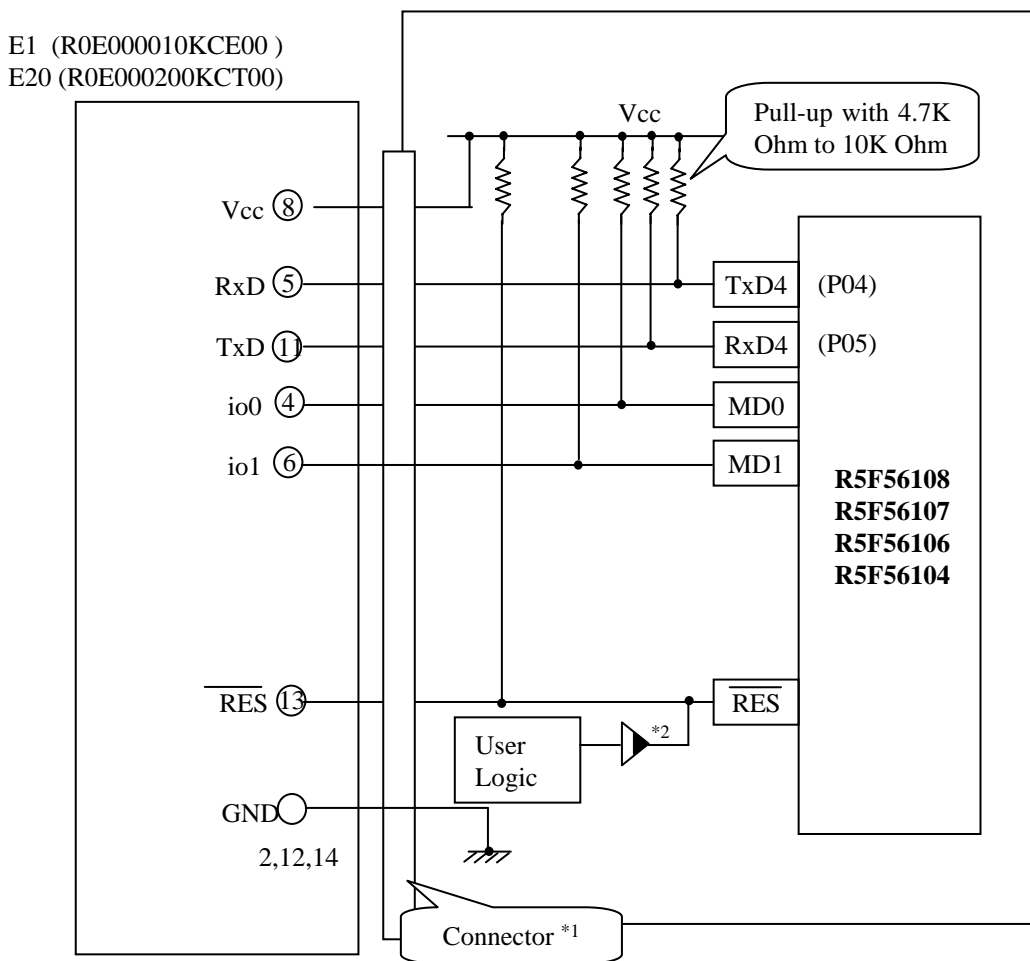 E1 (R0E000010KCE00 )
E20 (R0E000200KCT00)
Vcc
Pull-up with 4.7K
Ohm to 10K Ohm
Vcc 8
RxD 5
TxD4 (P04)
TxD 11
RxD4 (P05)
io0 4
MD0
io1 6
MD1
R5F56108
R5F56107
R5F56106
R5F56104
RES 13
RES
User
Logic
*2
GND
2,12,14
Connector *1